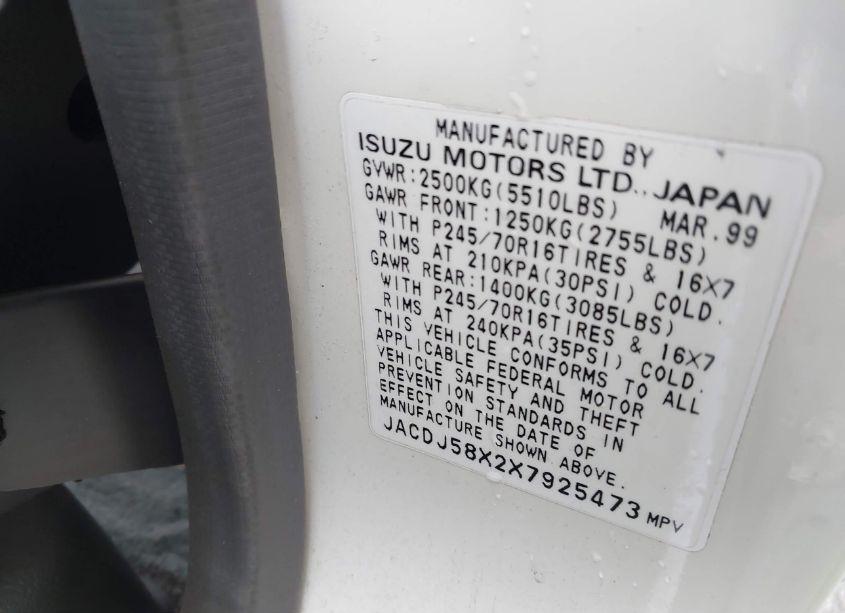 MANUFACTURED BY
ISUZU MOTORS LTD., JAPAN
GVWR:2500KG(5510LBS) MAR.99
GAWR FRONT:1250KG(2755LBS)
WITH P245/70R16TIRES & 16X7
RIMS AT 210KPA(30PSI) COLD.
GAWR REAR:1400KG(3085LBS)
WITH P245/70R16TIRES & 16X7
RIMS AT 240KPA(35PSI) COLD.
THIS VEHICLE CONFORMS TO ALL
APPLICABLE FEDERAL MOTOR
VEHICLE SAFETY AND THEFT
PREVENTION STANDARDS IN
EFFECT ON THE DATE OF
MANUFACTURE SHOWN ABOVE.
JACDJ58X2X7925473 MPV